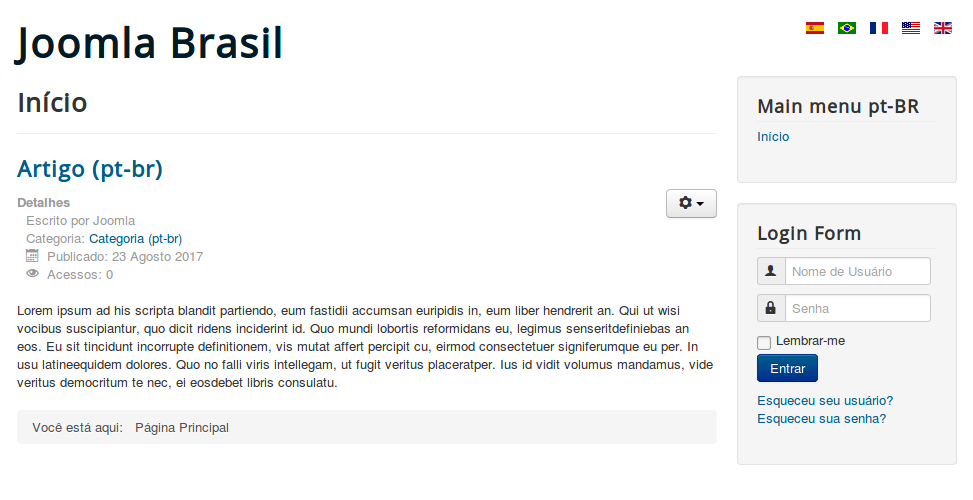 Joomla Brasil
Início
Artigo (pt-br)
Detalhes
Escrito por Joomla
Categoria: Categoria (pt-br)
Publicado: 23 Agosto 2017
Acessos: 0
Lorem ipsum ad his scripta blandit partiendo, eum fastidii accumsan euripidis in, eum liber hendrerit an. Qui ut wisi
vocibus suscipiantur, quo dicit ridens inciderint id. Quo mundi lobortis reformidans eu, legimus senseritdefiniebas an
eos. Eu sit tincidunt incorrupte definitionem, vis mutat affert percipit cu, eirmod consectetuer signiferumque eu per. In
usu latineequidem dolores. Quo no falli viris intellegam, ut fugit veritus placeratper. Ius id vidit volumus mandamus, vide
veritus democritum te nec, ei eosdebet libris consulatu.
Você está aqui: Página Principal
Main menu pt-BR
Início
Login Form
Nome de Usuário
Senha
Lembrar-me
Entrar
Esqueceu seu usuário?
Esqueceu sua senha?